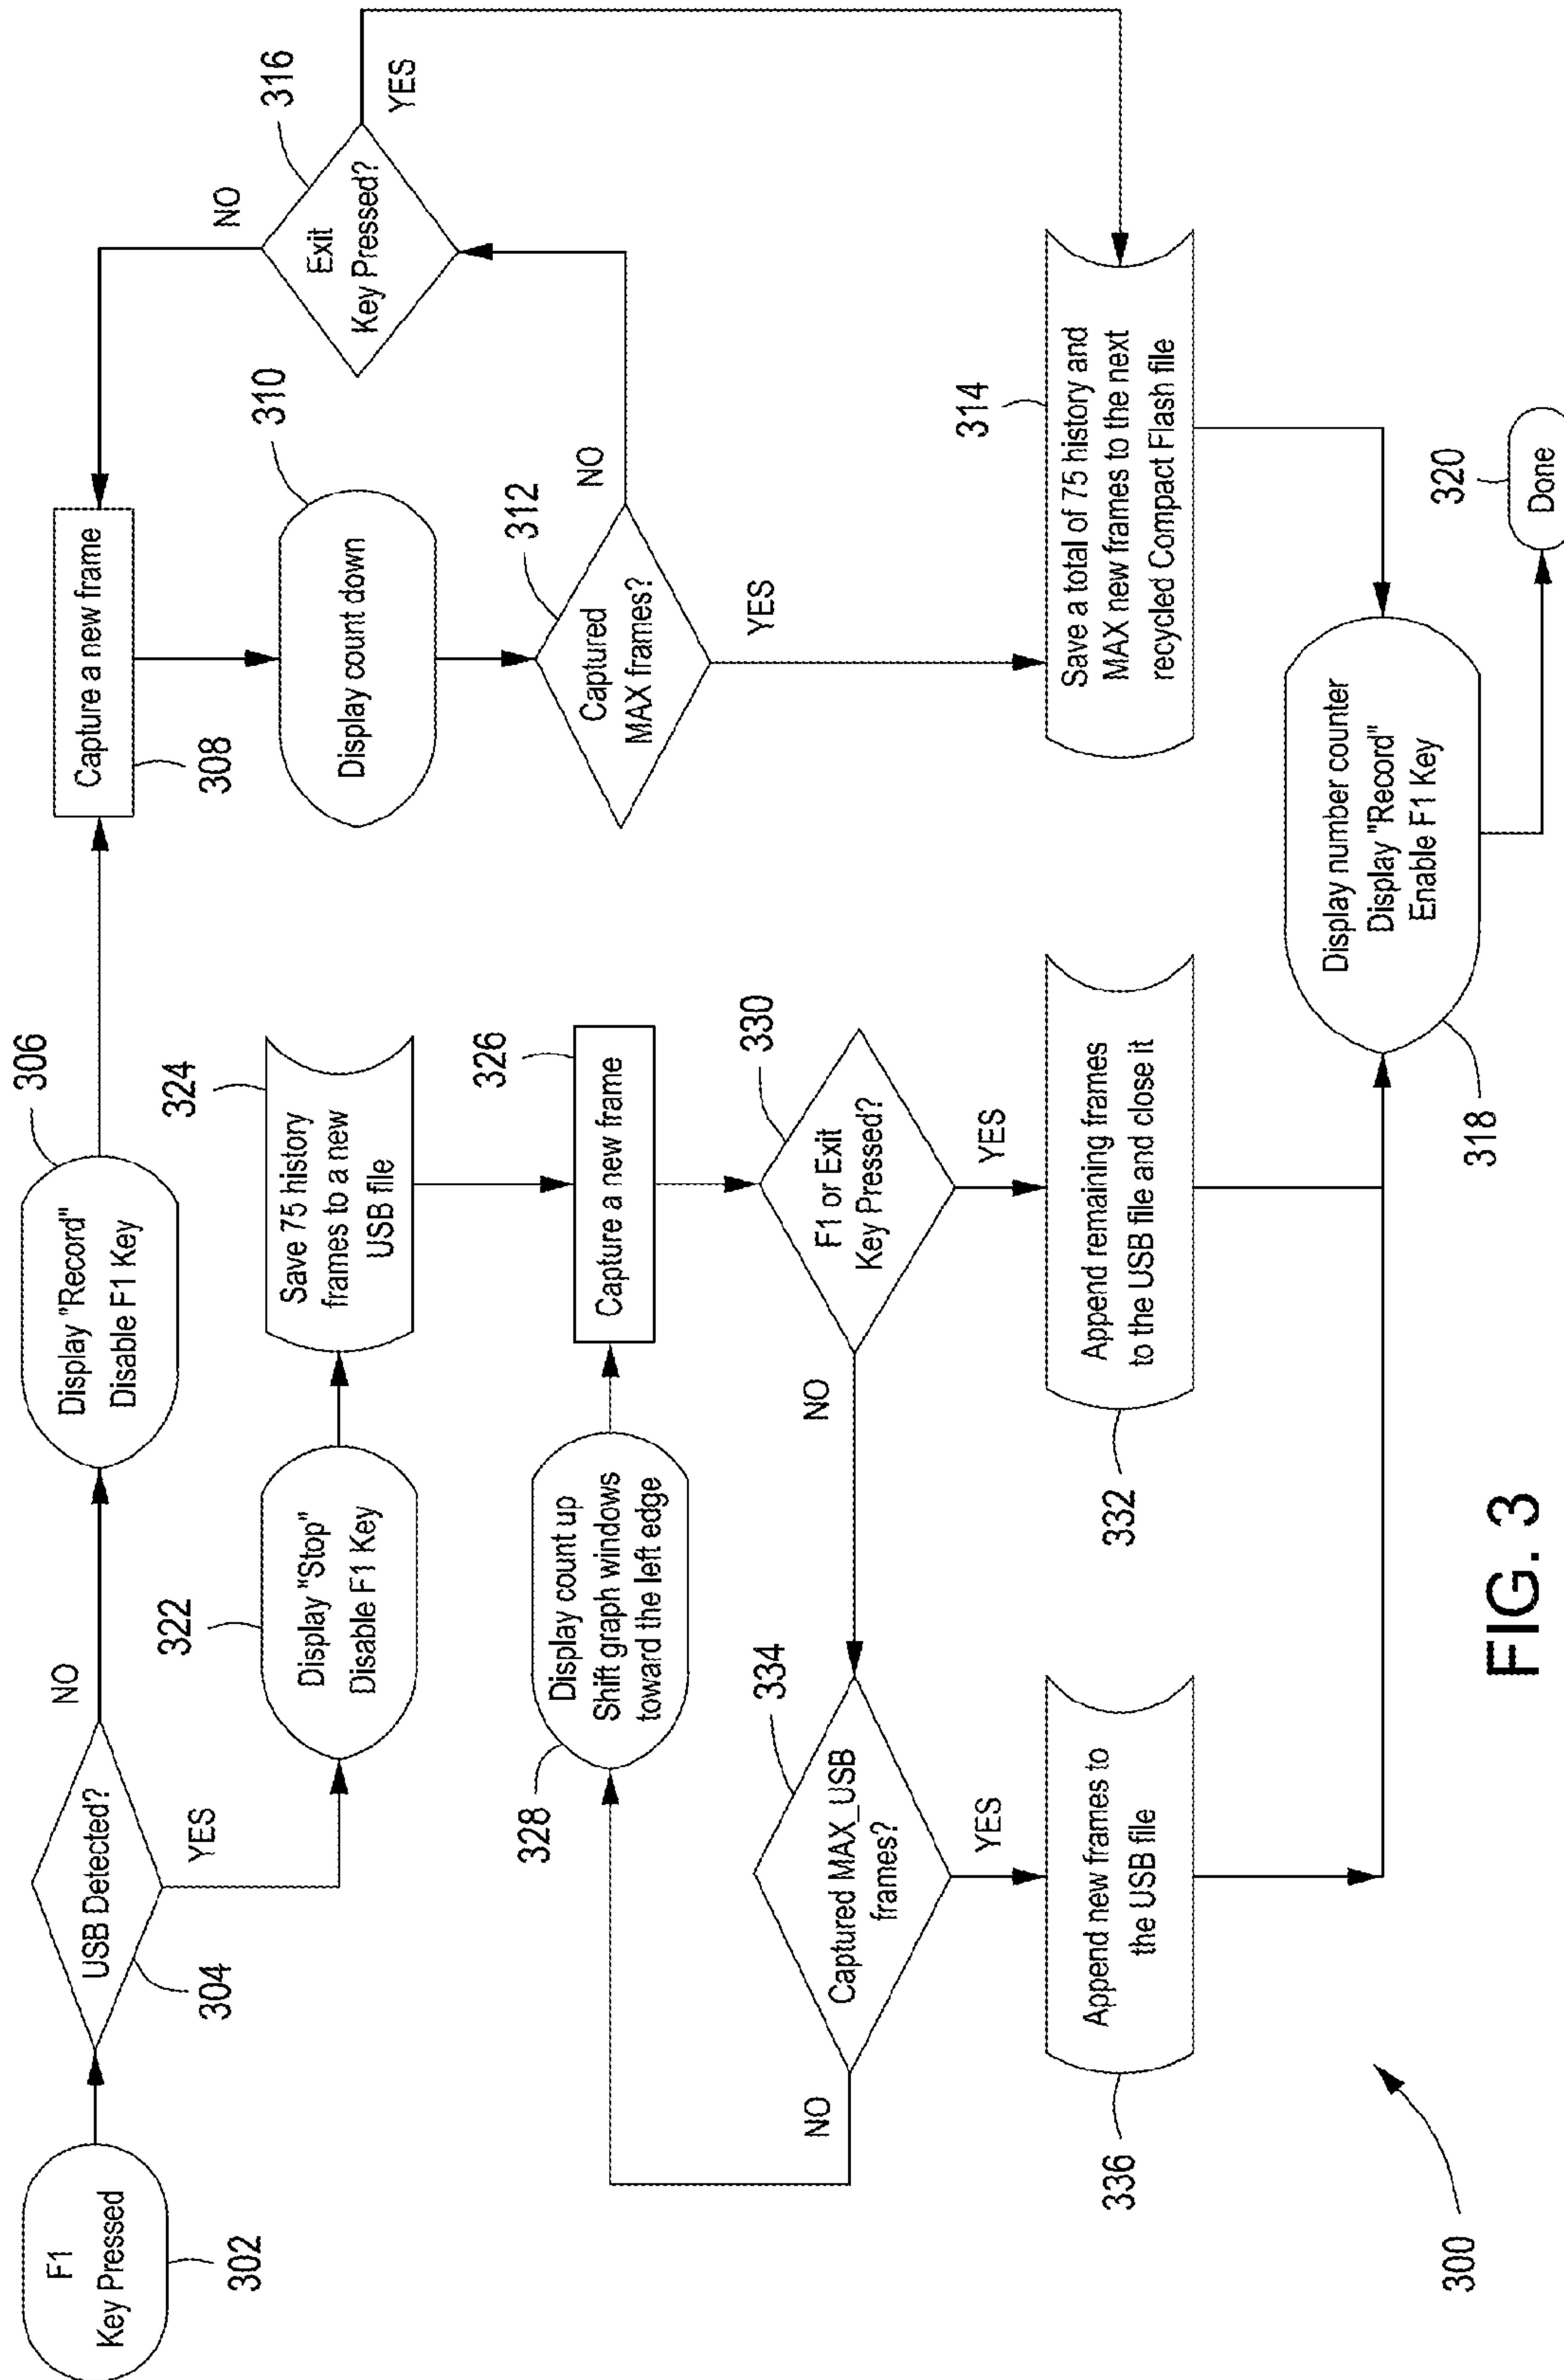 F1
Key Pressed
302
USB Detected?
304
NO
YES
Display "Record"
Disable F1 Key
306
Capture a new frame
308
Display count down
310
Captured
MAX frames?
312
NO
YES
Exit
Key Pressed?
316
NO
YES
Save a total of 75 history and
MAX new frames to the next
recycled Compact Flash file
314
Display "Stop"
Disable F1 Key
322
Save 75 history
frames to a new
USB file
324
Capture a new frame
326
Display count up
Shift graph windows
toward the left edge
328
F1 or Exit
Key Pressed?
330
NO
YES
Captured MAX_USB
frames?
334
NO
YES
Append remaining frames
to the USB file and close it
332
Append new frames to
the USB file
336
Display number counter
Display "Record"
Enable F1 Key
318
Done
320
300
FIG. 3